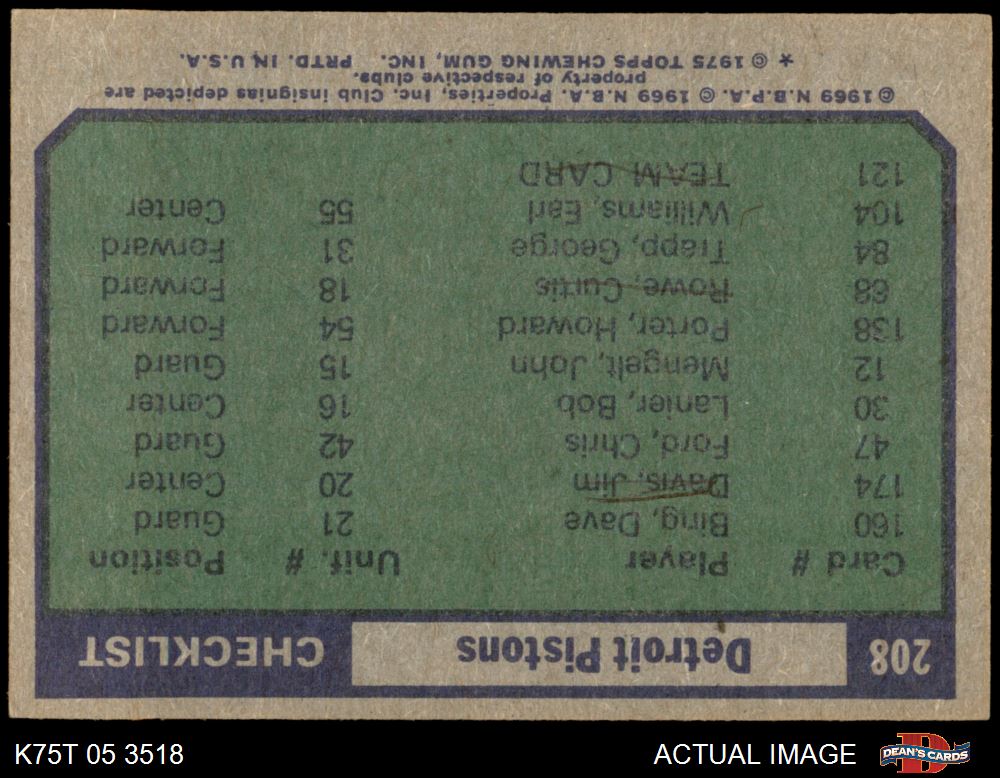 208 Detroit Pistons CHECKLIST
Card # Player Unif. # Position
160 Bing, Dave 21 Guard
174 Davis, Jim 20 Center
47 Ford, Chris 42 Guard
30 Lanier, Bob 16 Center
12 Mengelt, John 15 Guard
138 Porter, Howard 54 Forward
68 Rowe, Curtis 18 Forward
84 Trapp, George 31 Forward
104 Williams, Earl 55 Center
121 TEAM CARD
© 1969 N.B.P.A. © 1969 N.B.A. Properties, Inc. Club insignias depicted are
property of respective clubs.
★ © 1975 TOPPS CHEWING GUM, INC. PRTD. IN U.S.A.
K75T 05 3518 ACTUAL IMAGE DEAN'S CARDS